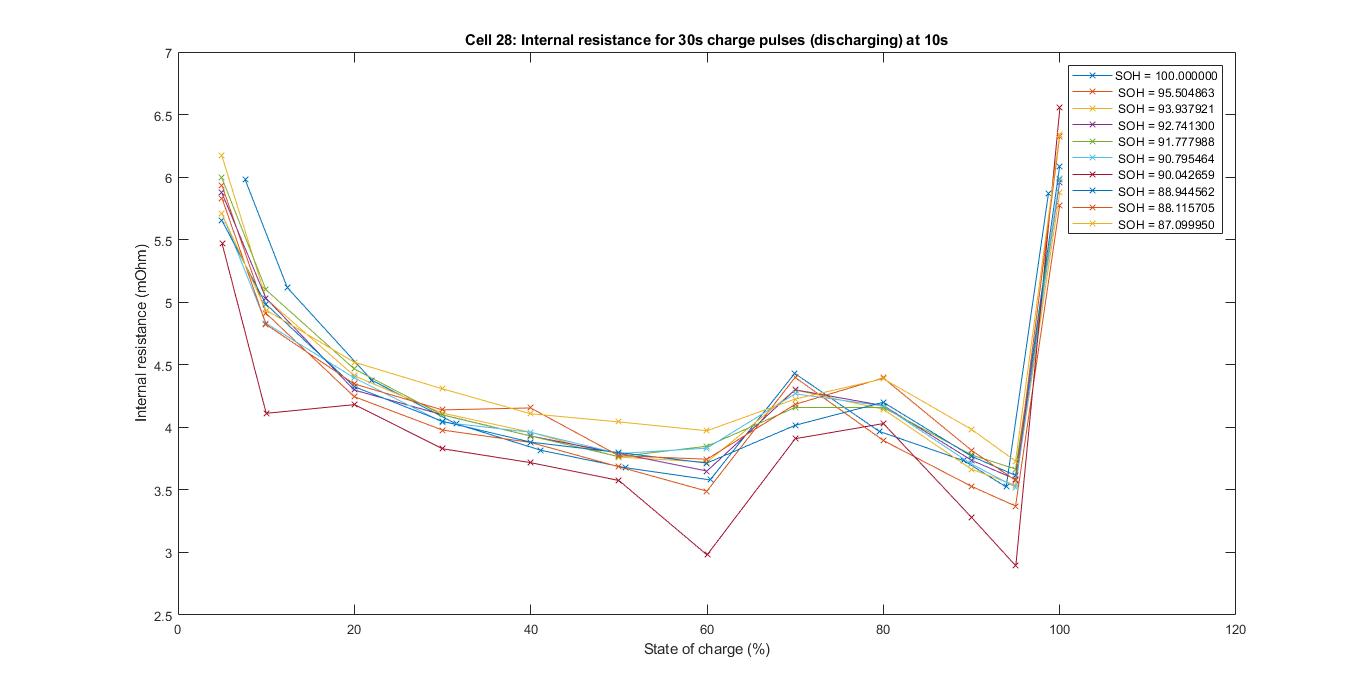 Cell 28: Internal resistance for 30s charge pulses (discharging) at 10s
7
6.5
6
5.5
5
4.5
4
3.5
3
2.5
Internal resistance (mOhm)
SOH = 100.000000
SOH = 95.504863
SOH = 93.937921
SOH = 92.741300
SOH = 91.777988
SOH = 90.795464
SOH = 90.042659
SOH = 88.944562
SOH = 88.115705
SOH = 87.099950
0 20 40 60 80 100 120
State of charge (%)